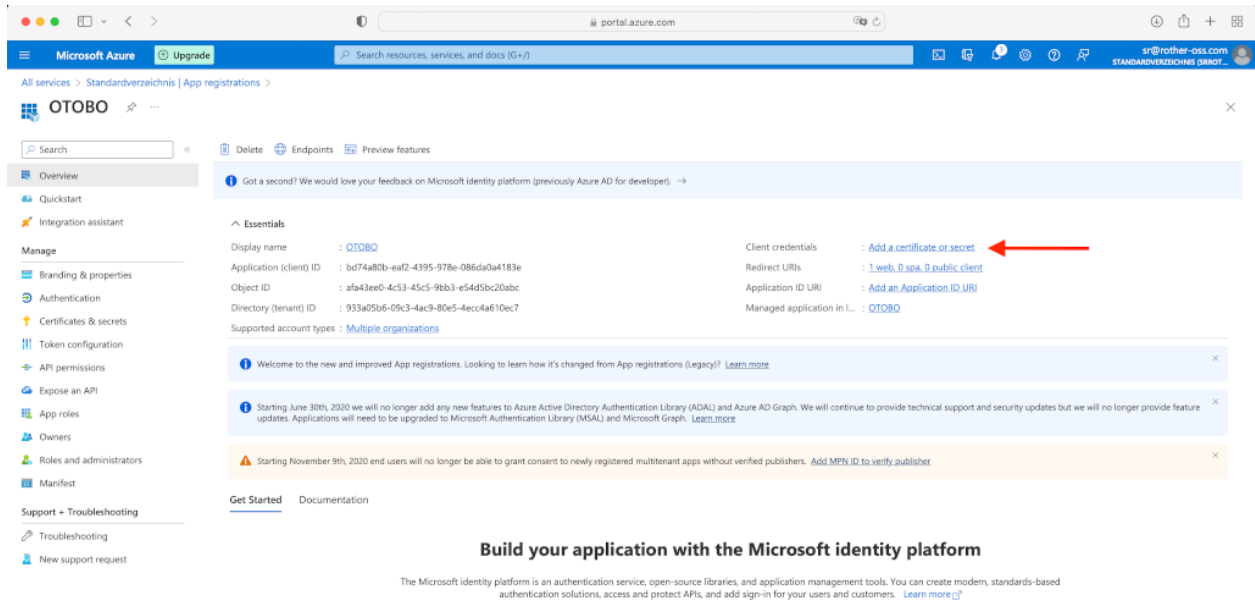 portal.azure.com
Microsoft Azure
Upgrade
Search resources, services, and docs (G+/)
sr@rother-oss.com
STANDARDVERZEICHNIS (SRROT...
All services > Standardverzeichnis | App registrations >
OTOBO
Search
Delete
Endpoints
Preview features
Overview
Quickstart
Integration assistant
Manage
Branding & properties
Authentication
Certificates & secrets
Token configuration
API permissions
Expose an API
App roles
Owners
Roles and administrators
Manifest
Support + Troubleshooting
Troubleshooting
New support request
Got a second? We would love your feedback on Microsoft identity platform (previously Azure AD for developer). →
Essentials
Display name : OTOBO
Application (client) ID : bd74a80b-eaf2-4395-978e-086da0a4183e
Object ID : afa43ee0-4c53-45c5-9bb3-e54d5bc20abc
Directory (tenant) ID : 933a05b6-09c3-4ac9-80e5-4ecc4a610ec7
Supported account types : Multiple organizations
Client credentials : Add a certificate or secret
Redirect URIs : 1 web, 0 spa, 0 public client
Application ID URI : Add an Application ID URI
Managed application in l... : OTOBO
Welcome to the new and improved App registrations. Looking to learn how it's changed from App registrations (Legacy)? Learn more
Starting June 30th, 2020 we will no longer add any new features to Azure Active Directory Authentication Library (ADAL) and Azure AD Graph. We will continue to provide technical support and security updates but we will no longer provide feature
updates. Applications will need to be upgraded to Microsoft Authentication Library (MSAL) and Microsoft Graph. Learn more
Starting November 9th, 2020 end users will no longer be able to grant consent to newly registered multitenant apps without verified publishers. Add MPN ID to verify publisher
Get Started
Documentation
Build your application with the Microsoft identity platform
The Microsoft identity platform is an authentication service, open-source libraries, and application management tools. You can create modern, standards-based
authentication solutions, access and protect APIs, and add sign-in for your users and customers. Learn more